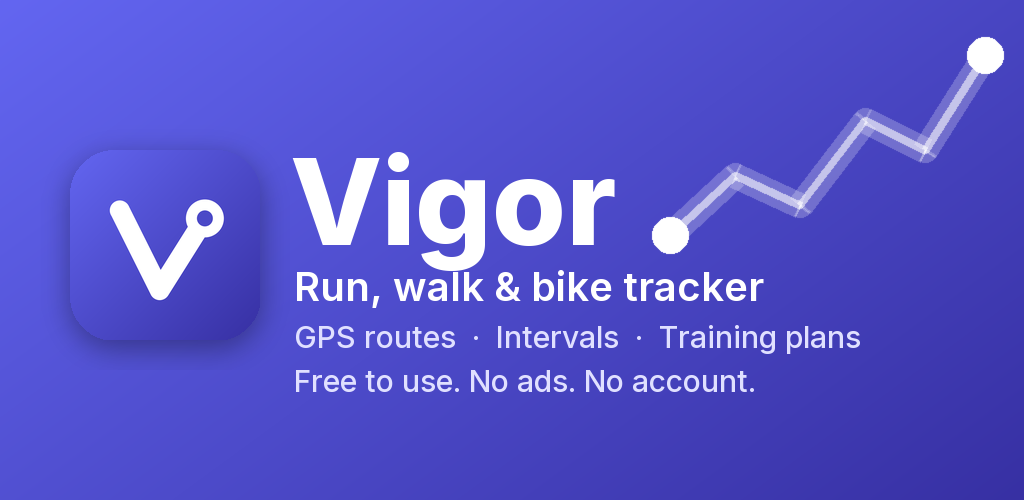 Vigor
Run, walk & bike tracker
GPS routes · Intervals · Training plans
Free to use. No ads. No account.